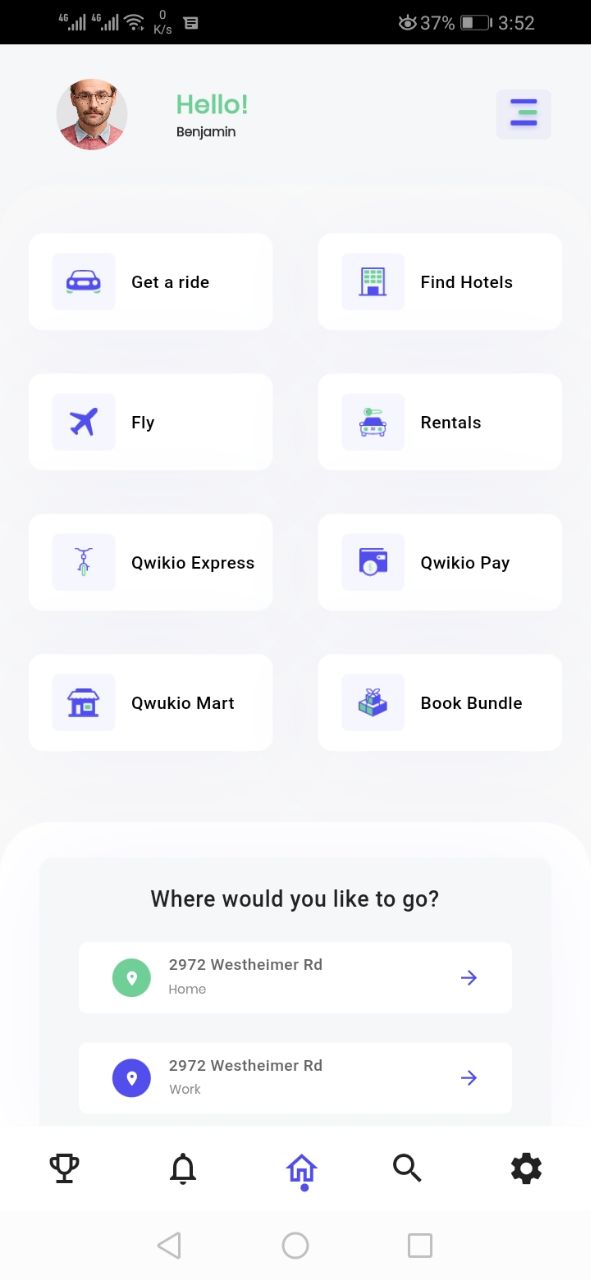 4G 4G 0 K/s 37% 3:52
Hello!
Benjamin
Get a ride
Find Hotels
Fly
Rentals
Qwikio Express
Qwikio Pay
Qwukio Mart
Book Bundle
Where would you like to go?
2972 Westheimer Rd
Home
2972 Westheimer Rd
Work